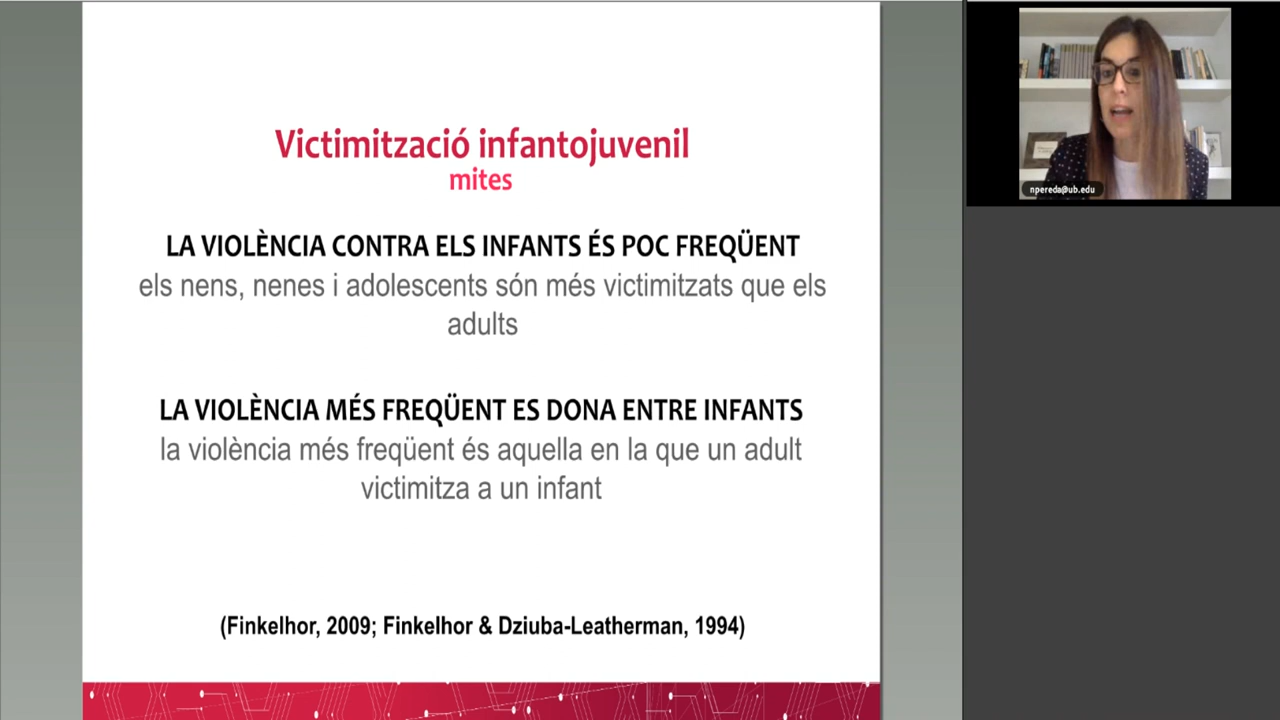 Victimització infantojuvenil
mites
LA VIOLÈNCIA CONTRA ELS INFANTS ÉS POC FREQÜENT
els nens, nenes i adolescents són més victimitzats que els
adults
LA VIOLÈNCIA MÉS FREQÜENT ES DONA ENTRE INFANTS
la violència més freqüent és aquella en la que un adult
victimitza a un infant
(Finkelhor, 2009; Finkelhor & Dziuba-Leatherman, 1994)
npereda@ub.edu